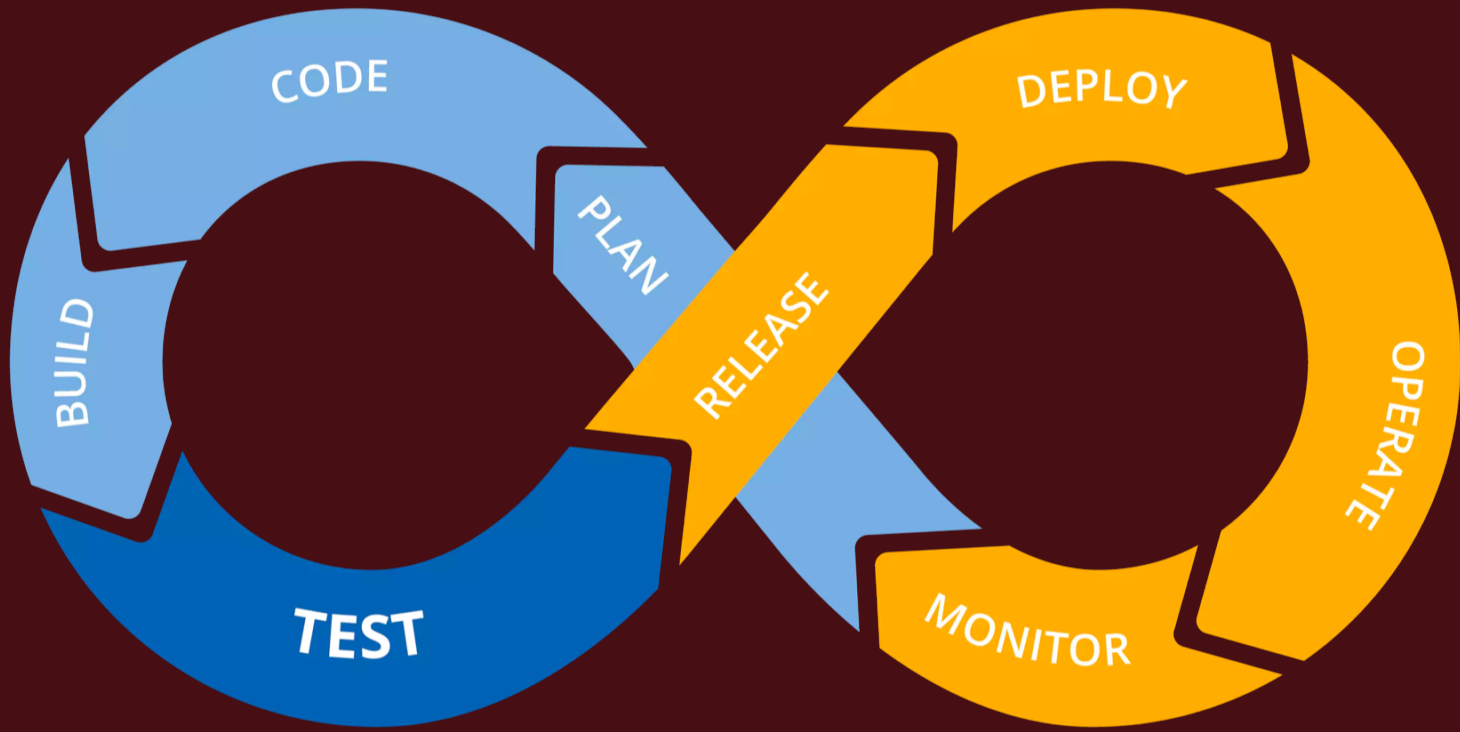 PLAN
CODE
BUILD
TEST
RELEASE
DEPLOY
OPERATE
MONITOR